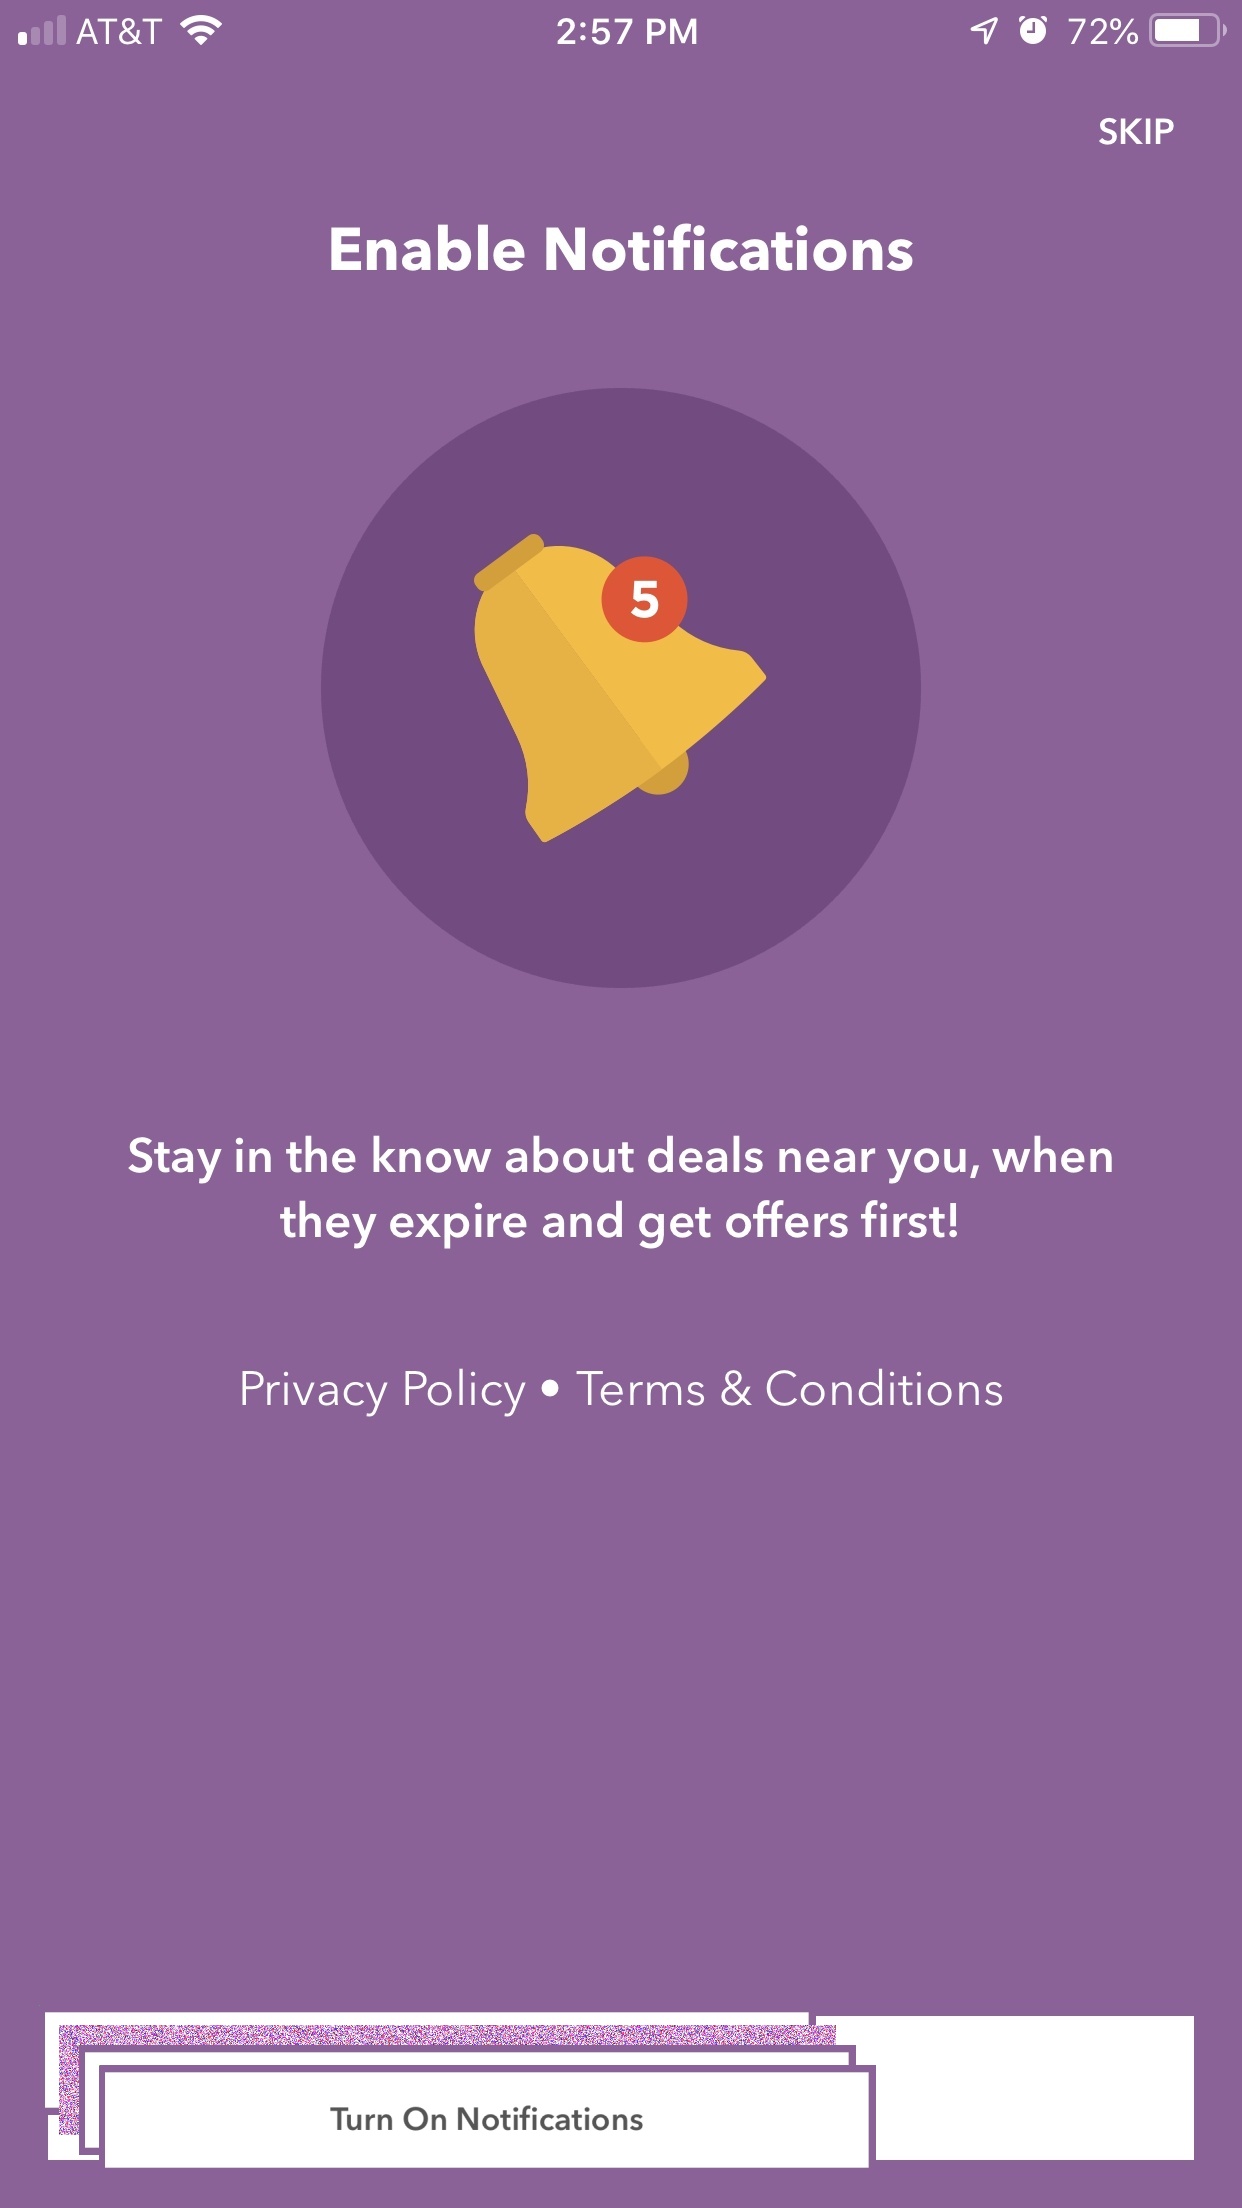 AT&T 2:57 PM 72%
SKIP
Enable Notifications
5
Stay in the know about deals near you, when
they expire and get offers first!
Privacy Policy • Terms & Conditions
Turn On Notifications